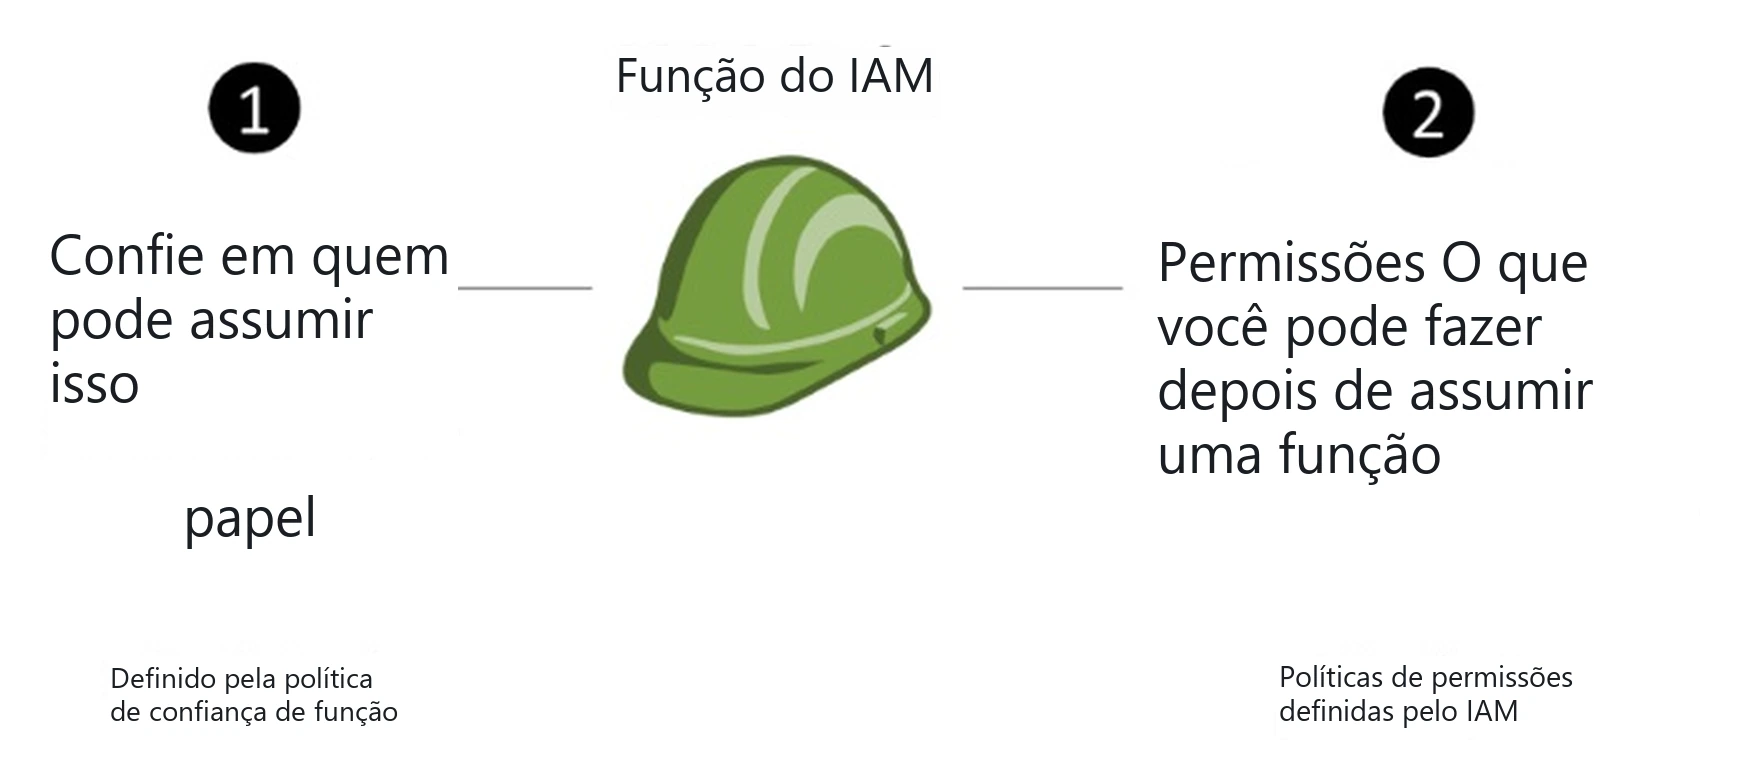 1
Função do IAM
2
Confie em quem
pode assumir
isso
papel
Permissões O que
você pode fazer
depois de assumir
uma função
Definido pela política
de confiança de função
Políticas de permissões
definidas pelo IAM